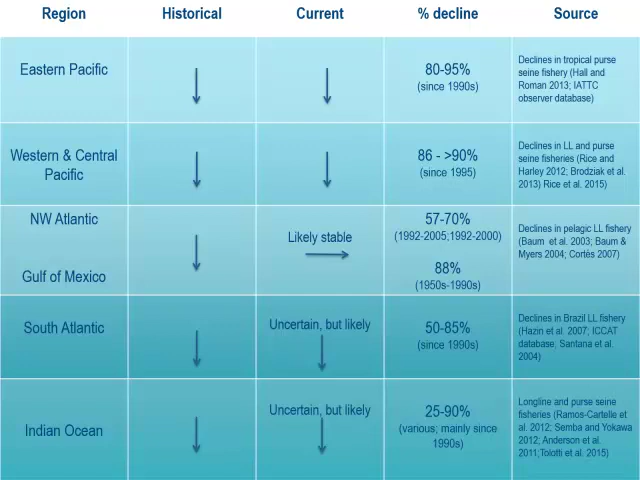 Region Historical Current % decline Source
Eastern Pacific
80-95%
(since 1990s)
Declines in tropical purse
seine fishery (Hall and
Roman 2013; IATTC
observer database)
Western & Central
Pacific
86 - >90%
(since 1995)
Declines in LL and purse
seine fisheries (Rice and
Harley 2012; Brodziak et al.
2013) Rice et al. 2015)
NW Atlantic
Gulf of Mexico
Likely stable
57-70%
(1992-2005;1992-2000)
88%
(1950s-1990s)
Declines in pelagic LL fishery
(Baum et al. 2003; Baum &
Myers 2004; Cortés 2007)
South Atlantic
Uncertain, but likely
50-85%
(since 1990s)
Declines in Brazil LL fishery
(Hazin et al. 2007; ICCAT
database; Santana et al.
2004)
Indian Ocean
Uncertain, but likely
25-90%
(various; mainly since
1990s)
Longline and purse seine
fisheries (Ramos-Cartelle et
al. 2012; Semba and Yokawa
2012; Anderson et al.
2011;Tolotti et al. 2015)